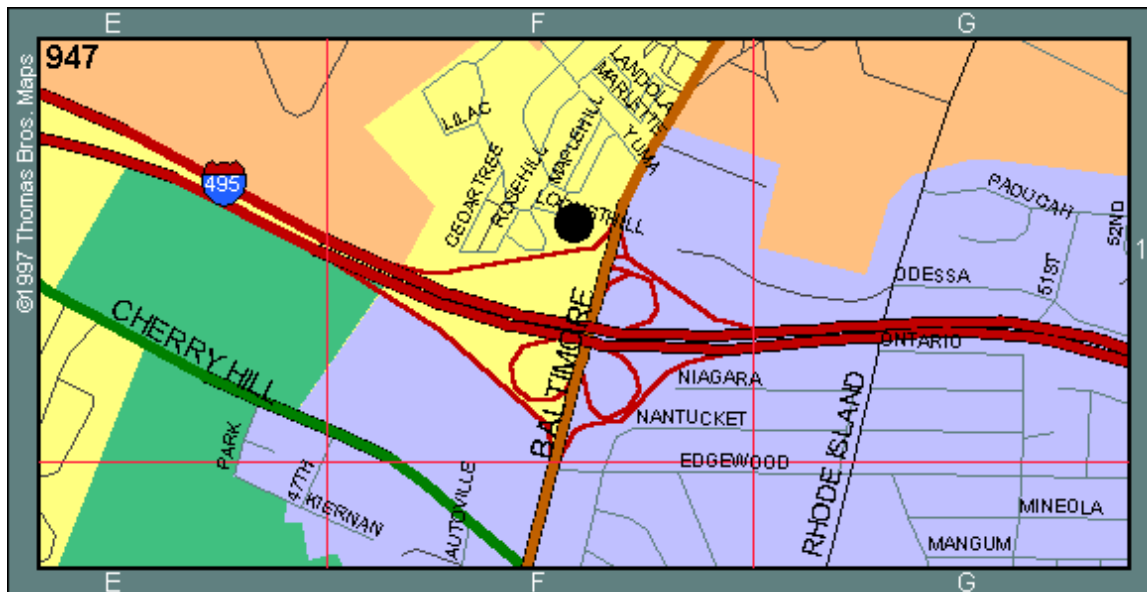 E F G
947
©1997 Thomas Bros. Maps
LANDOLA
MARLETTE
YUMA
LILAC
MAPLEHILL
ROSEHILL
CEDARTREE
495
PADUCAH
52ND
1
51ST
ODESSA
ONTARIO
CHERRY HILL
BALTIMORE
NIAGARA
NANTUCKET
RHODE ISLAND
EDGEWOOD
PARK
47TH
KIERNAN
AUTOVILLE
MINEOLA
MANGUM
E F G